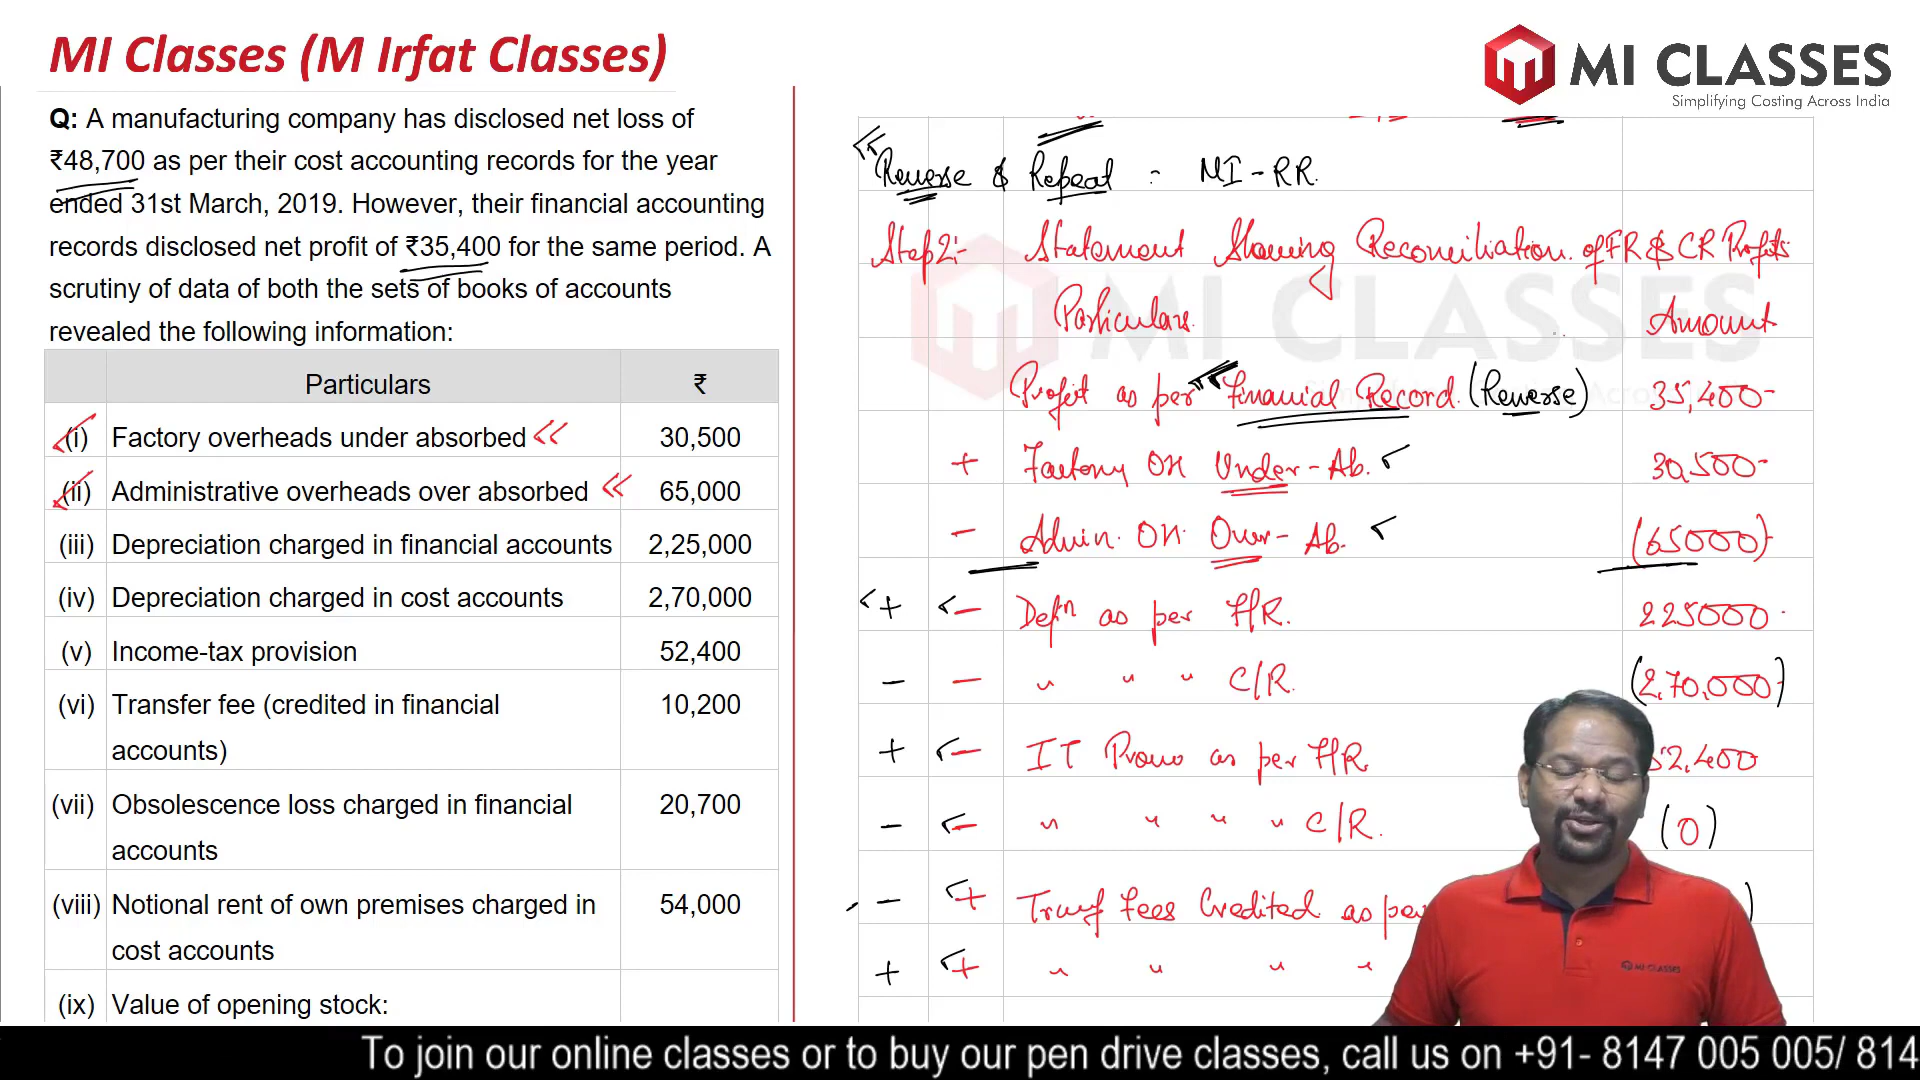 MI Classes (M Irfat Classes)
MI CLASSES
Simplifying Costing Across India
Q: A manufacturing company has disclosed net loss of
₹48,700 as per their cost accounting records for the year
ended 31st March, 2019. However, their financial accounting
records disclosed net profit of ₹35,400 for the same period. A
scrutiny of data of both the sets of books of accounts
revealed the following information:
Particulars ₹
(i) Factory overheads under absorbed 30,500
(ii) Administrative overheads over absorbed 65,000
(iii) Depreciation charged in financial accounts 2,25,000
(iv) Depreciation charged in cost accounts 2,70,000
(v) Income-tax provision 52,400
(vi) Transfer fee (credited in financial 10,200
accounts)
(vii) Obsolescence loss charged in financial 20,700
accounts
(viii) Notional rent of own premises charged in 54,000
cost accounts
(ix) Value of opening stock:
Reverse & Repeat :- MI-RR.
Step 2:- Statement Showing Reconciliation of FR & CR Profits
Particulars Amount
MI CLASSES
Profit as per Financial Record (Reverse) 35,400-
+ Factory OH Under-Ab. 30,500-
- Admin OH Over-Ab. (65000)
+ - Depn as per F/R. 225000-
- - " " " C/R. (2,70,000)
+ - IT Provo as per F/R 52,400
- - " " " " C/R. (0)
- + Transf Fees Credited as per
+ + " " " "
MI CLASSES
To join our online classes or to buy our pen drive classes, call us on +91- 8147 005 005/ 814